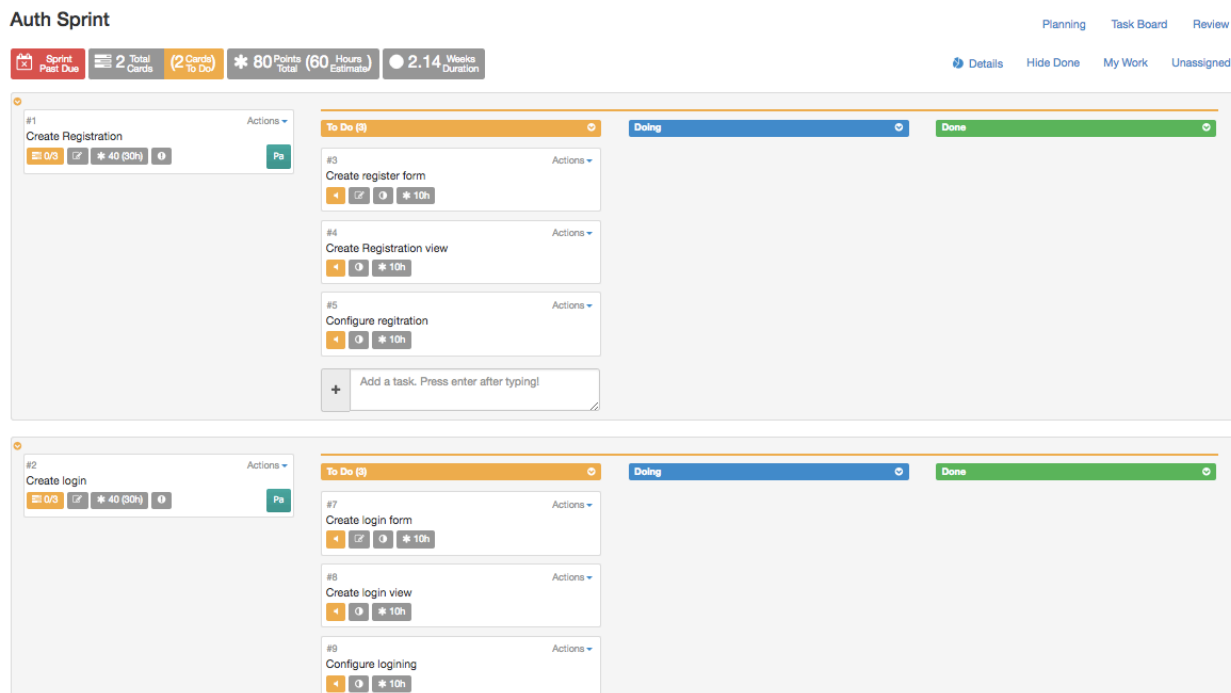 Auth Sprint
Planning Task Board Review
Sprint Past Due 2 Total Cards (2 Cards To Do) 80 Points Total (60 Hours Estimate) 2.14 Weeks Duration
Details Hide Done My Work Unassigned
#1 Actions
Create Registration
0/3 40 (30h) Pa
To Do (3) Doing Done
#3 Actions
Create register form
10h
#4 Actions
Create Registration view
10h
#5 Actions
Configure regitration
10h
+ Add a task. Press enter after typing!
#2 Actions
Create login
0/3 40 (30h) Pa
To Do (3) Doing Done
#7 Actions
Create login form
10h
#8 Actions
Create login view
10h
#9 Actions
Configure logining
10h